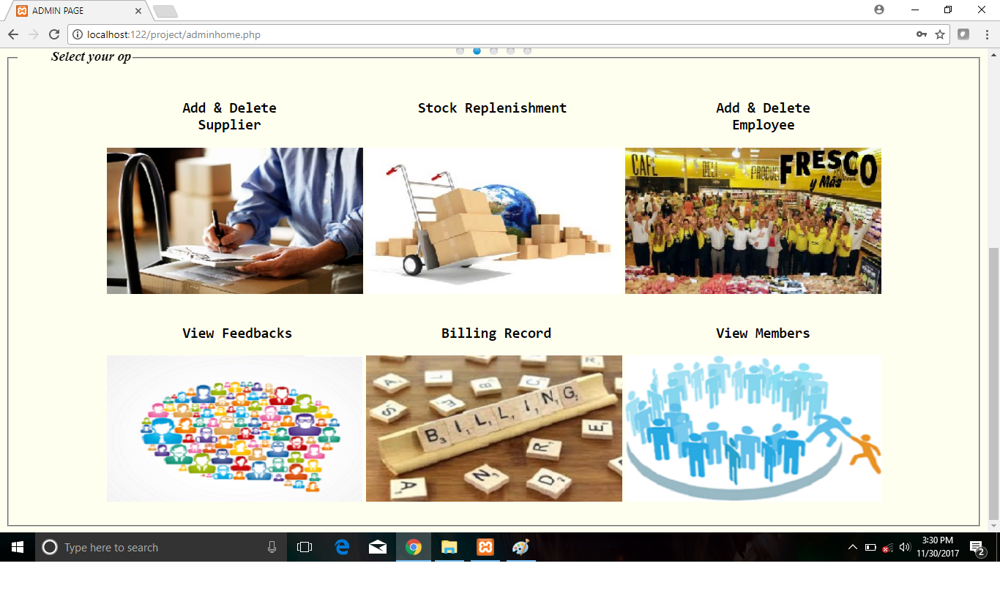 ADMIN PAGE
localhost:122/project/adminhome.php
Select your op
Add & Delete
Supplier
Stock Replenishment
Add & Delete
Employee
CAFE
DELI
PRODUCE
FRESCO
y Más
View Feedbacks
Billing Record
View Members
BILLING
Type here to search
3:30 PM
11/30/2017
2